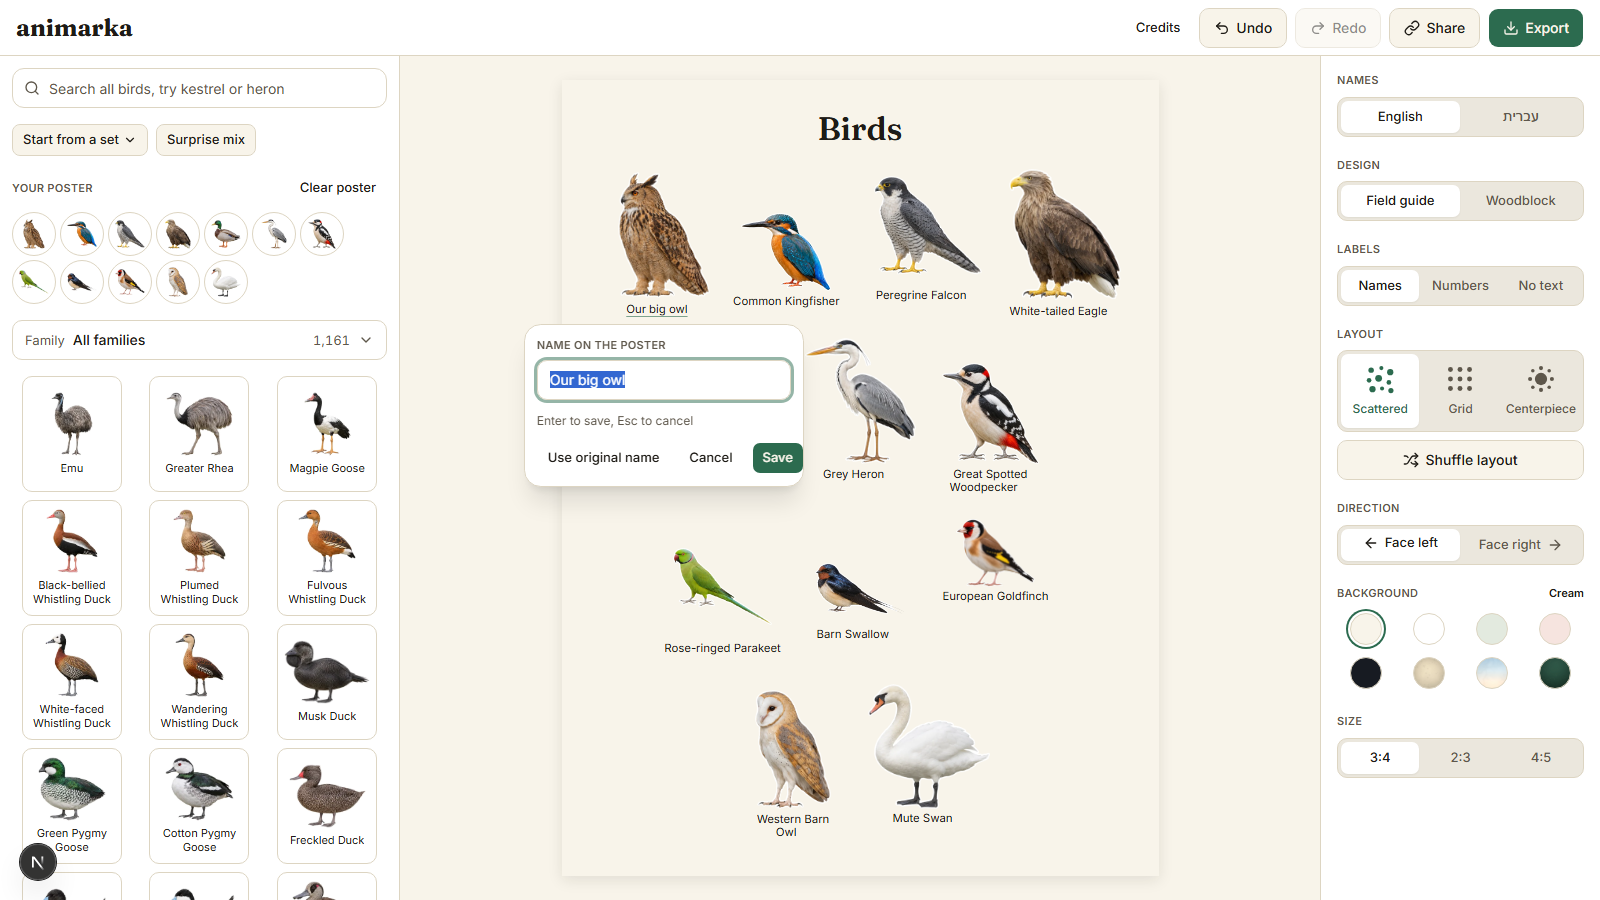 animarka
Credits
Undo
Redo
Share
Export
Search all birds, try kestrel or heron
Start from a set
Surprise mix
YOUR POSTER
Clear poster
Family All families 1,161
Emu
Greater Rhea
Magpie Goose
Black-bellied
Whistling Duck
Plumed
Whistling Duck
Fulvous
Whistling Duck
White-faced
Whistling Duck
Wandering
Whistling Duck
Musk Duck
Green Pygmy
Goose
Cotton Pygmy
Goose
Freckled Duck
N
Birds
Our big owl
Common Kingfisher
Peregrine Falcon
White-tailed Eagle
NAME ON THE POSTER
Our big owl
Enter to save, Esc to cancel
Use original name
Cancel
Save
Grey Heron
Great Spotted
Woodpecker
Rose-ringed Parakeet
Barn Swallow
European Goldfinch
Western Barn
Owl
Mute Swan
NAMES
English
עברית
DESIGN
Field guide
Woodblock
LABELS
Names
Numbers
No text
LAYOUT
Scattered
Grid
Centerpiece
Shuffle layout
DIRECTION
← Face left
Face right →
BACKGROUND
Cream
SIZE
3:4
2:3
4:5